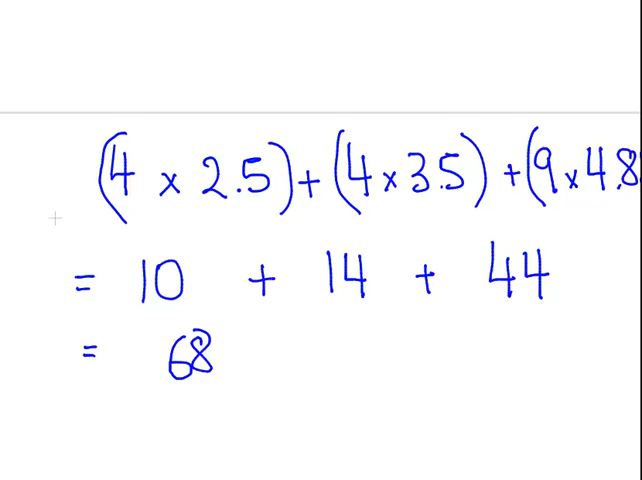 (4 x 2.5) + (4 x 3.5) + (9 x 4.8
= 10 + 14 + 44
= 68